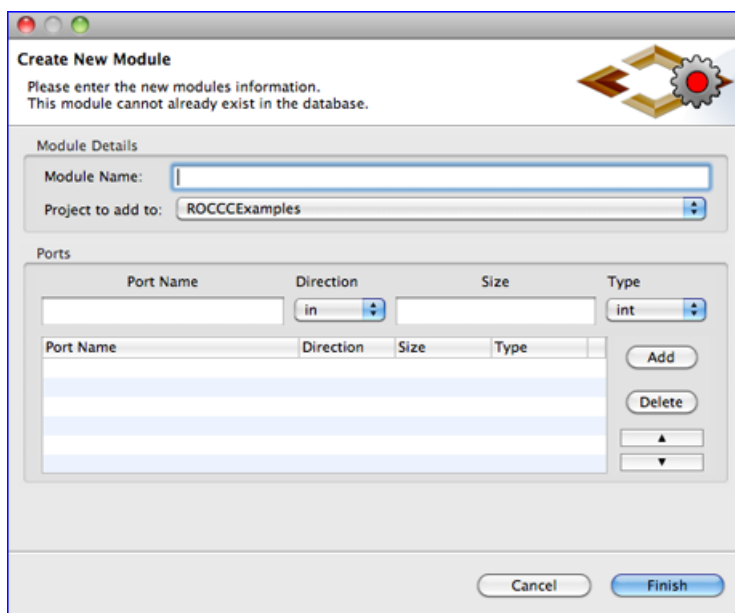 Create New Module
Please enter the new modules information.
This module cannot already exist in the database.
Module Details
Module Name:
Project to add to: ROCCCExamples
Ports
Port Name Direction Size Type
in int
Port Name Direction Size Type
Add
Delete
Cancel Finish